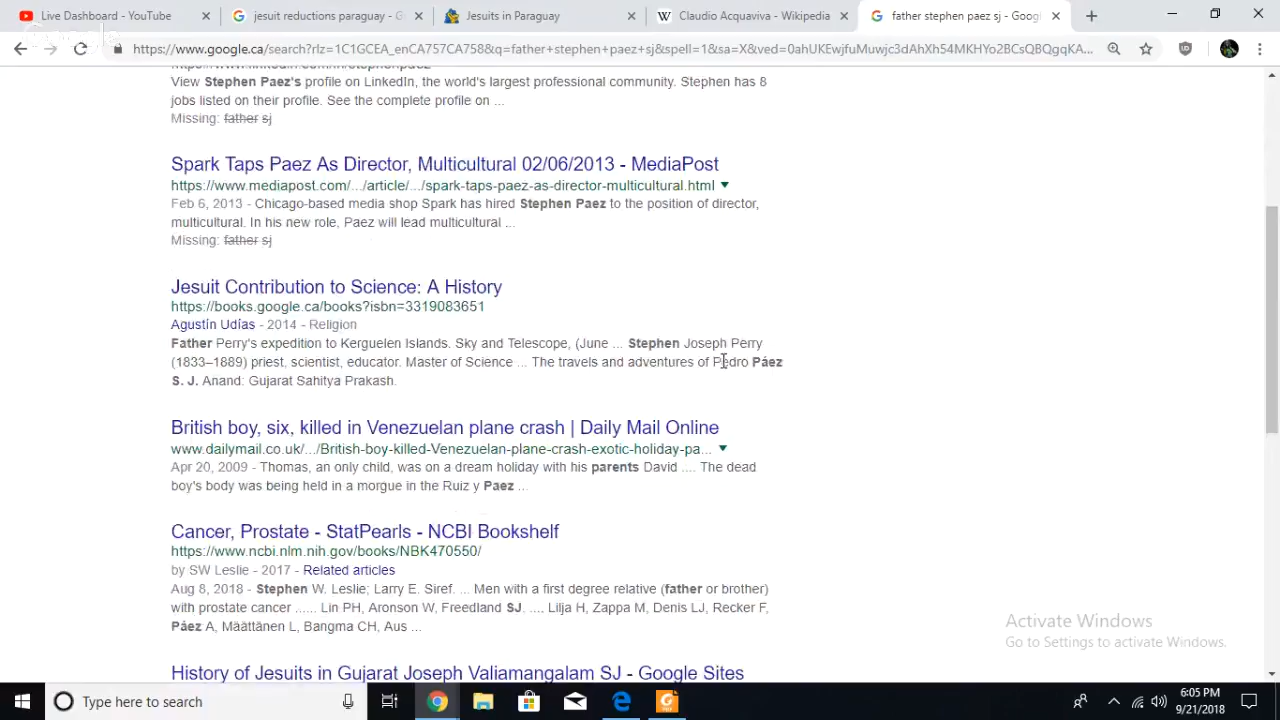 Live Dashboard - YouTube
jesuit reductions paraguay - G
Jesuits in Paraguay
Claudio Acquaviva - Wikipedia
father stephen paez sj - Googl
https://www.google.ca/search?rlz=1C1GCEA_enCA757CA758&q=father+stephen+paez+sj&spell=1&sa=X&ved=0ahUKEwjfuMuwjc3dAhXh54MKHYo2BCsQBQgqKA...
View Stephen Paez's profile on LinkedIn, the world's largest professional community. Stephen has 8
jobs listed on their profile. See the complete profile on ...
Missing: father sj
Spark Taps Paez As Director, Multicultural 02/06/2013 - MediaPost
https://www.mediapost.com/.../article/.../spark-taps-paez-as-director-multicultural.html
Feb 6, 2013 - Chicago-based media shop Spark has hired Stephen Paez to the position of director,
multicultural. In his new role, Paez will lead multicultural ...
Missing: father sj
Jesuit Contribution to Science: A History
https://books.google.ca/books?isbn=3319083651
Agustín Udías - 2014 - Religion
Father Perry's expedition to Kerguelen Islands. Sky and Telescope, (June ... Stephen Joseph Perry
(1833–1889) priest, scientist, educator. Master of Science ... The travels and adventures of Pedro Páez
S. J. Anand: Gujarat Sahitya Prakash.
British boy, six, killed in Venezuelan plane crash | Daily Mail Online
www.dailymail.co.uk/.../British-boy-killed-Venezuelan-plane-crash-exotic-holiday-pa...
Apr 20, 2009 - Thomas, an only child, was on a dream holiday with his parents David .... The dead
boy's body was being held in a morgue in the Ruiz y Paez ...
Cancer, Prostate - StatPearls - NCBI Bookshelf
https://www.ncbi.nlm.nih.gov/books/NBK470550/
by SW Leslie - 2017 - Related articles
Aug 8, 2018 - Stephen W. Leslie; Larry E. Siref. ... Men with a first degree relative (father or brother)
with prostate cancer ...... Lin PH, Aronson W, Freedland SJ. ..., Lilja H, Zappa M, Denis LJ, Recker F,
Páez A, Määttänen L, Bangma CH, Aus ...
History of Jesuits in Gujarat Joseph Valiamangalam SJ - Google Sites
Activate Windows
Go to Settings to activate Windows.
Type here to search
6:05 PM
9/21/2018